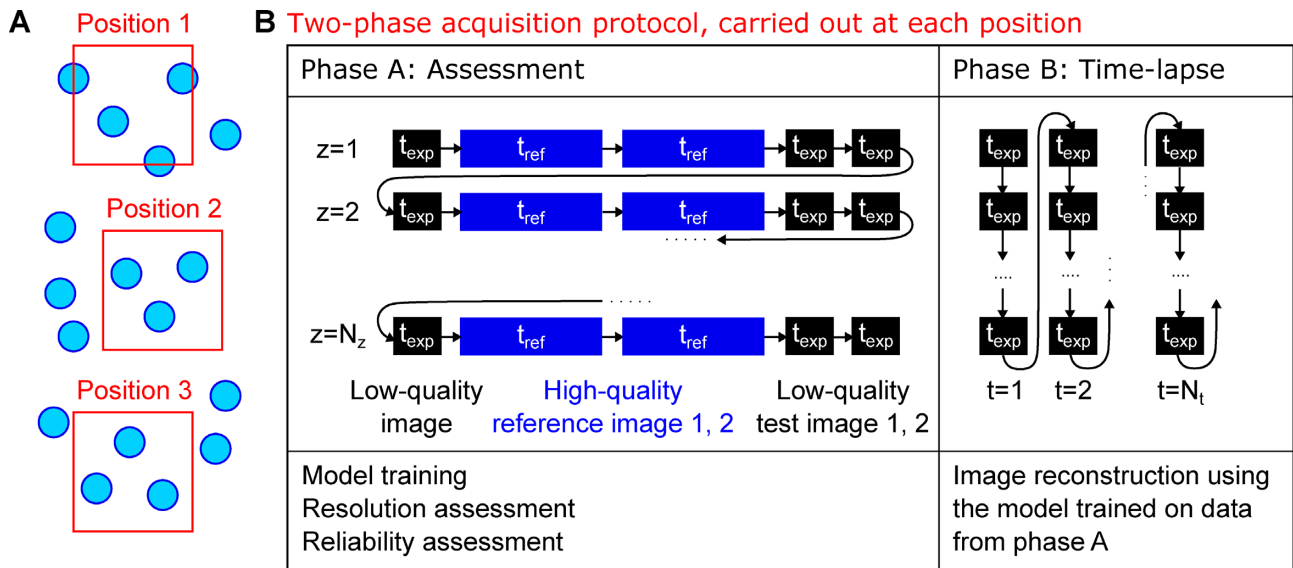 A
Position 1
Position 2
Position 3
B Two-phase acquisition protocol, carried out at each position
Phase A: Assessment
z=1 texp tref tref texp texp
z=2 texp tref tref texp texp
.....
.....
z=Nz texp tref tref texp texp
Low-quality image
High-quality reference image 1, 2
Low-quality test image 1, 2
Model training
Resolution assessment
Reliability assessment
Phase B: Time-lapse
texp texp texp
texp texp texp
.... .... ....
texp texp texp
t=1 t=2 t=Nt
Image reconstruction using
the model trained on data
from phase A